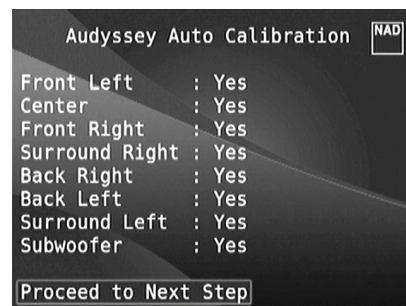 Audyssey Auto Calibration
NAD
Front Left : Yes
Center : Yes
Front Right : Yes
Surround Right : Yes
Back Right : Yes
Back Left : Yes
Surround Left : Yes
Subwoofer : Yes
Proceed to Next Step